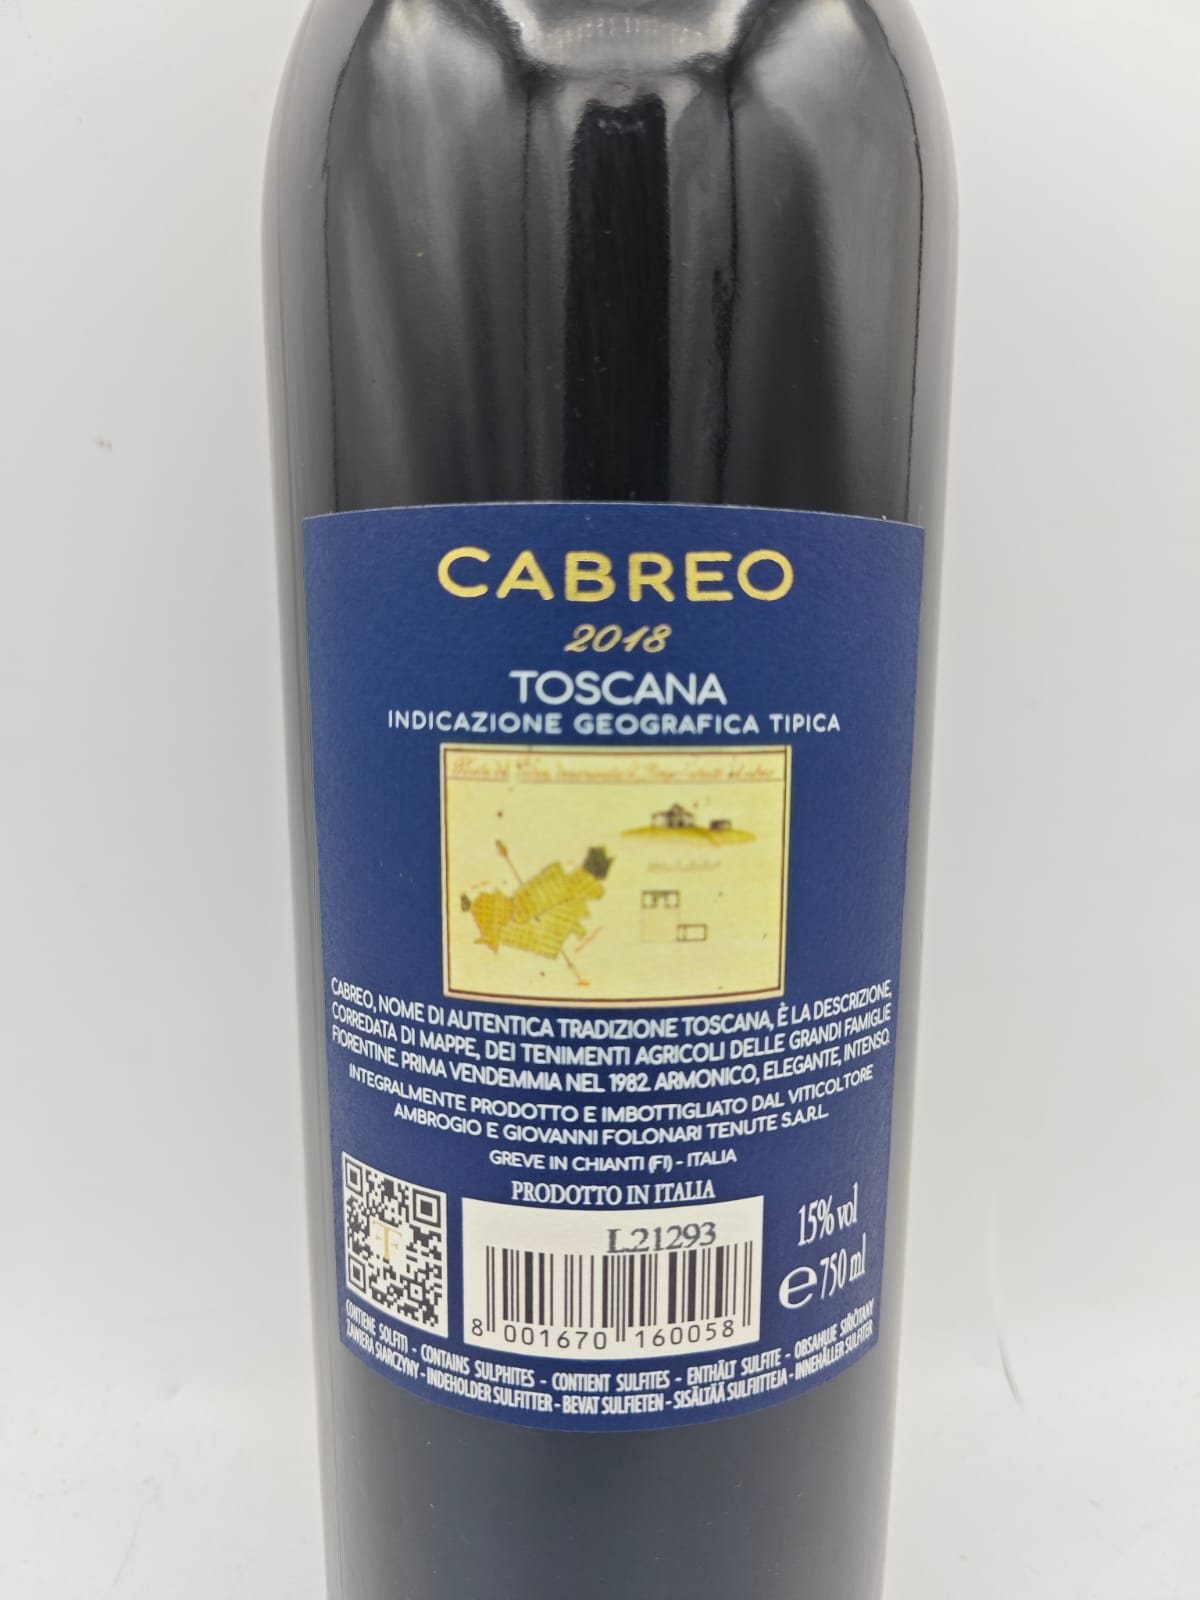 CABREO
2018
TOSCANA
INDICAZIONE GEOGRAFICA TIPICA
CABREO, NOME DI AUTENTICA TRADIZIONE TOSCANA, È LA DESCRIZIONE,
CORREDATA DI MAPPE, DEI TENIMENTI AGRICOLI DELLE GRANDI FAMIGLIE
FIORENTINE. PRIMA VENDEMMIA NEL 1982. ARMONICO, ELEGANTE, INTENSO.
INTEGRALMENTE PRODOTTO E IMBOTTIGLIATO DAL VITICOLTORE
AMBROGIO E GIOVANNI FOLONARI TENUTE S.A.R.L.
GREVE IN CHIANTI (FI) - ITALIA
PRODOTTO IN ITALIA
L21293
8 001670 160058
15% vol
e 750 ml
CONTIENE SOLFITI - CONTAINS SULPHITES - CONTIENT SULFITES - ENTHÄLT SULFITE - OBSAHUJE SIŘIČITANY
ZAWIERA SIARCZYNY - INDEHOLDER SULFITTER - BEVAT SULFIETEN - SISÄLTÄÄ SULFIITTEJA - INNEHÅLLER SULFITER